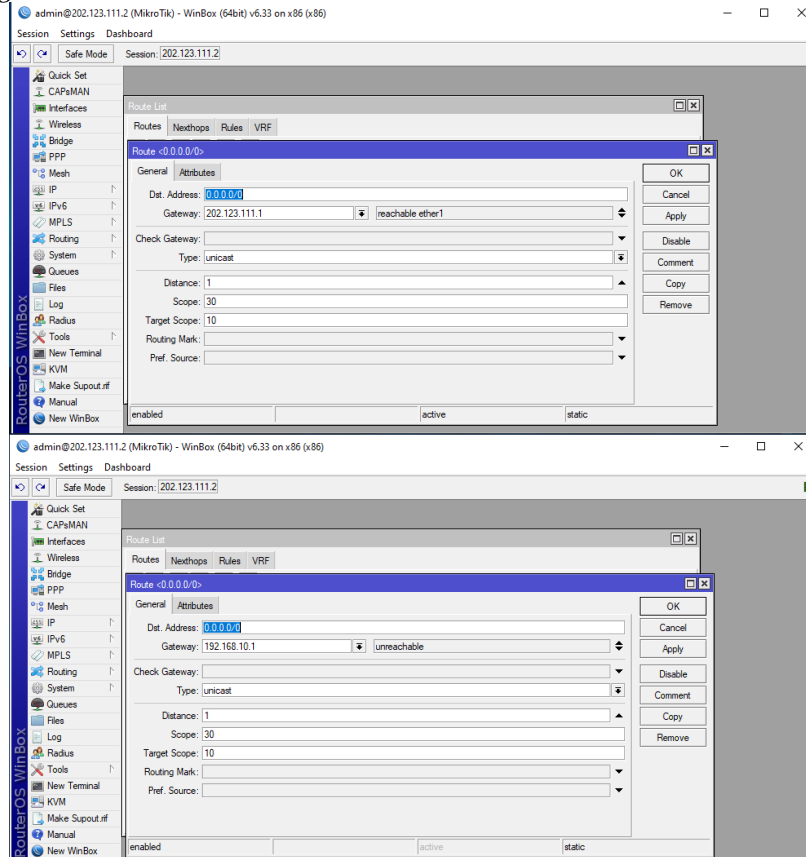 admin@202.123.111.2 (MikroTik) - WinBox (64bit) v6.33 on x86 (x86)
Session Settings Dashboard
Safe Mode Session: 202.123.111.2
Quick Set
CAPsMAN
Interfaces
Wireless
Bridge
PPP
Mesh
IP
IPv6
MPLS
Routing
System
Queues
Files
Log
Radius
Tools
New Terminal
KVM
Make Supout.rif
Manual
New WinBox
RouterOS WinBox
Route List
Routes Nexthops Rules VRF
Route <0.0.0.0/0>
General Attributes
Dst. Address: 0.0.0.0/0
Gateway: 202.123.111.1 reachable ether1
Check Gateway:
Type: unicast
Distance: 1
Scope: 30
Target Scope: 10
Routing Mark:
Pref. Source:
OK
Cancel
Apply
Disable
Comment
Copy
Remove
enabled active static
admin@202.123.111.2 (MikroTik) - WinBox (64bit) v6.33 on x86 (x86)
Session Settings Dashboard
Safe Mode Session: 202.123.111.2
Quick Set
CAPsMAN
Interfaces
Wireless
Bridge
PPP
Mesh
IP
IPv6
MPLS
Routing
System
Queues
Files
Log
Radius
Tools
New Terminal
KVM
Make Supout.rif
Manual
New WinBox
RouterOS WinBox
Route List
Routes Nexthops Rules VRF
Route <0.0.0.0/0>
General Attributes
Dst. Address: 0.0.0.0/0
Gateway: 192.168.10.1 unreachable
Check Gateway:
Type: unicast
Distance: 1
Scope: 30
Target Scope: 10
Routing Mark:
Pref. Source:
OK
Cancel
Apply
Disable
Comment
Copy
Remove
enabled active static